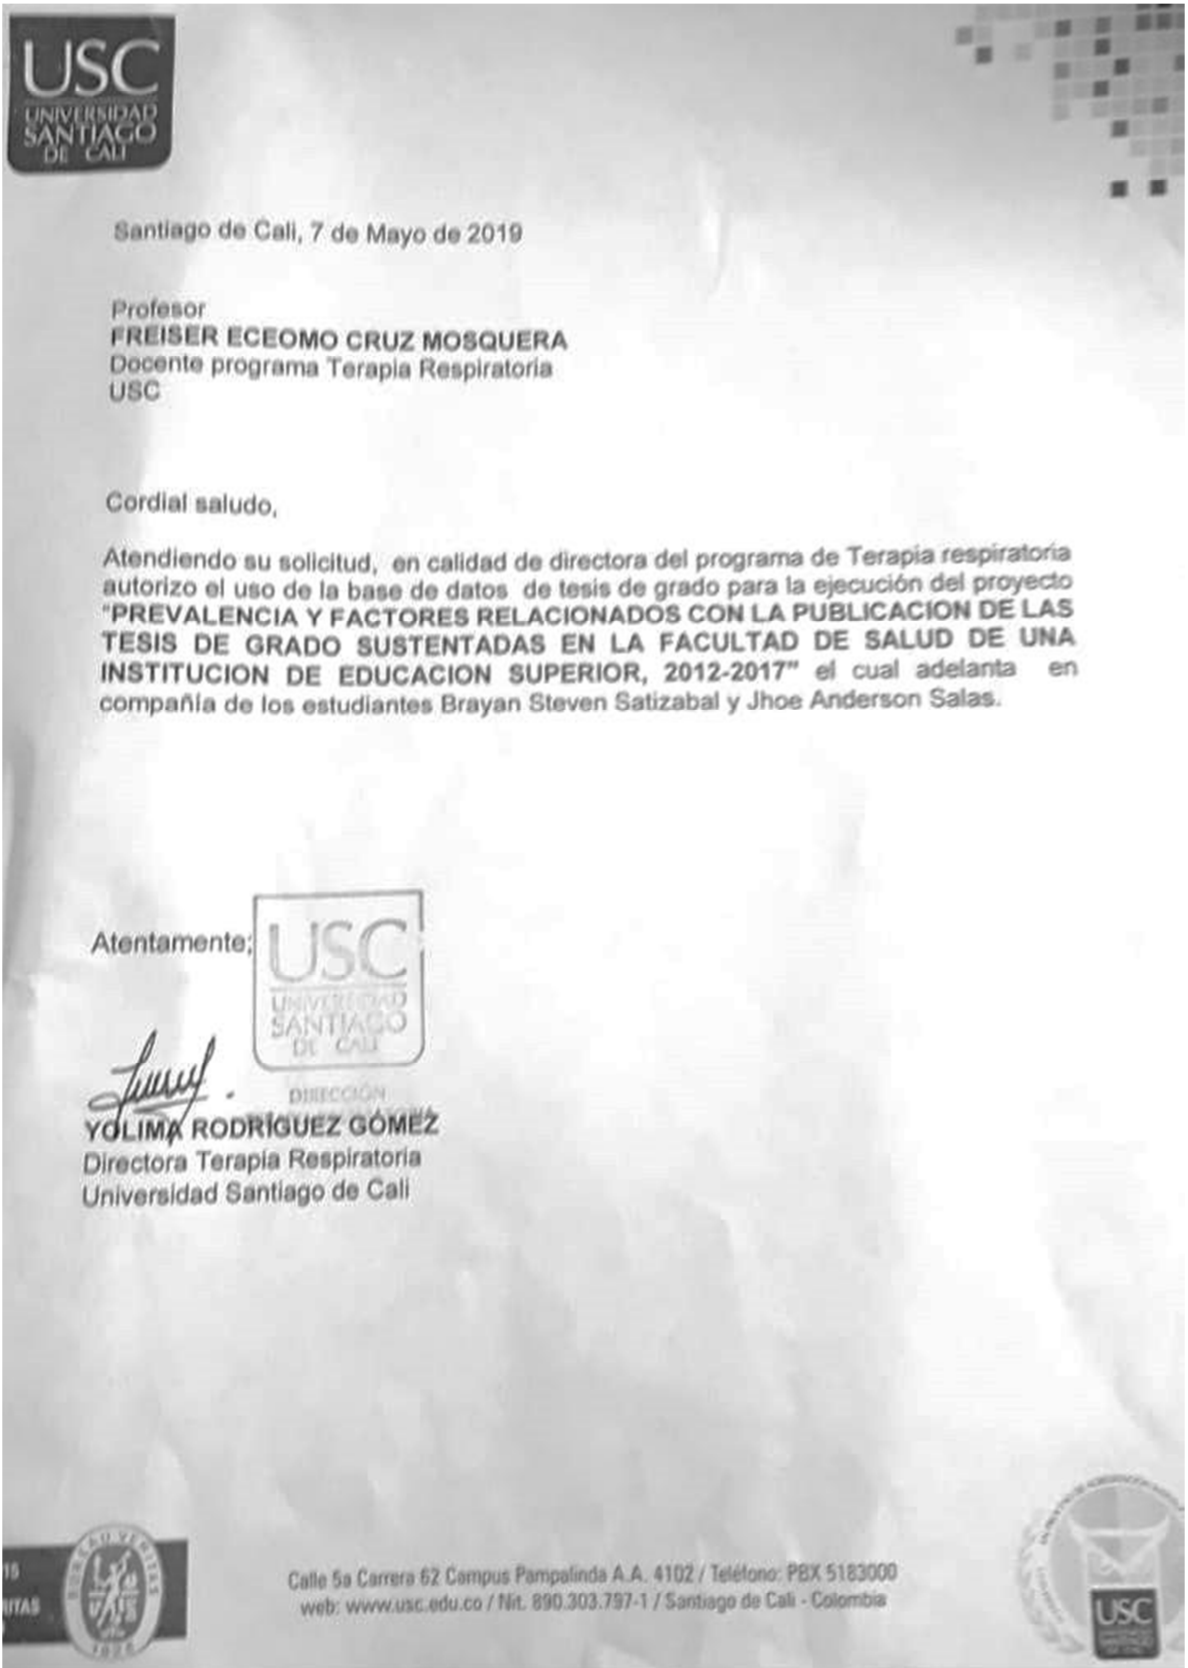 USC
UNIVERSIDAD
SANTIAGO
DE CALI
Santiago de Cali, 7 de Mayo de 2019
Profesor
FREISER ECEOMO CRUZ MOSQUERA
Docente programa Terapia Respiratoria
USC
Cordial saludo,
Atendiendo su solicitud, en calidad de directora del programa de Terapia respiratoria
autorizo el uso de la base de datos de tesis de grado para la ejecución del proyecto
"PREVALENCIA Y FACTORES RELACIONADOS CON LA PUBLICACION DE LAS
TESIS DE GRADO SUSTENTADAS EN LA FACULTAD DE SALUD DE UNA
INSTITUCION DE EDUCACION SUPERIOR, 2012-2017" el cual adelanta en
compañía de los estudiantes Brayan Steven Satizabal y Jhoe Anderson Salas.
Atentamente;
USC
UNIVERSIDAD
SANTIAGO
DE CALI
DIRECCIÓN
YOLIMA RODRÍGUEZ GÓMEZ
Directora Terapia Respiratoria
Universidad Santiago de Cali
BUREAU VERITAS
1828
Calle 5a Carrera 62 Campus Pampalinda A.A. 4102 / Teléfono: PBX 5183000
web: www.usc.edu.co / Nit. 890.303.797-1 / Santiago de Cali - Colombia
USC